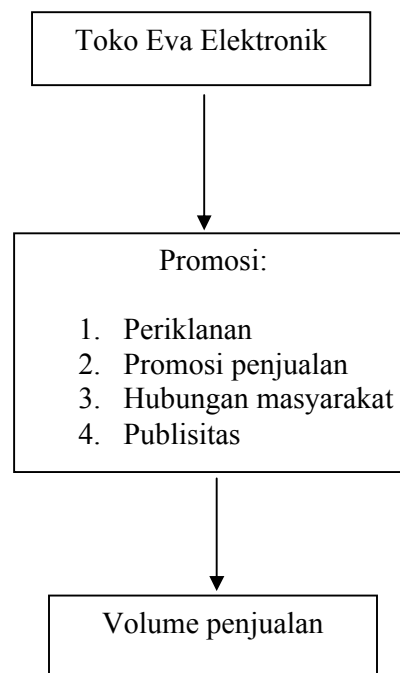 Toko Eva Elektronik
Promosi:
1. Periklanan
2. Promosi penjualan
3. Hubungan masyarakat
4. Publisitas
Volume penjualan